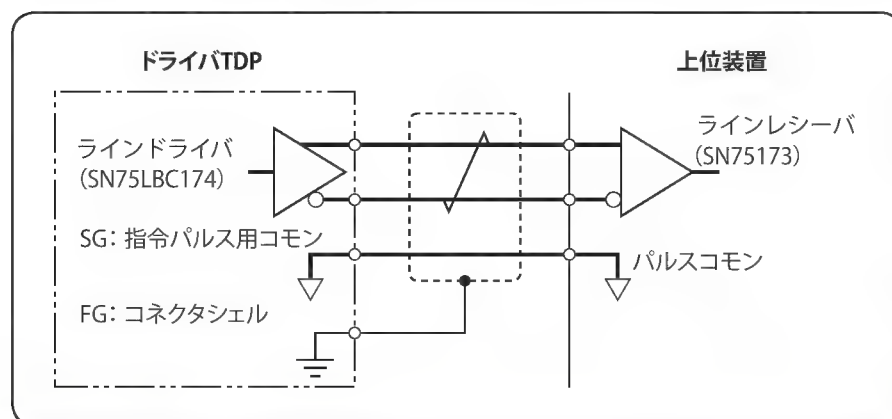 ドライバTDP
上位装置
ラインドライバ
(SN75LBC174)
ラインレシーバ
(SN75173)
SG: 指令パルス用コモン
パルスコモン
FG: コネクタシェル